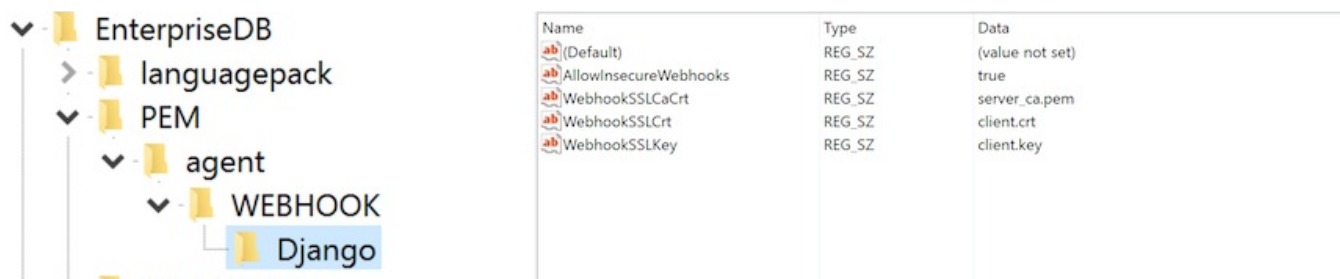 EnterpriseDB
languagepack
PEM
agent
WEBHOOK
Django
Name Type Data
(Default) REG_SZ (value not set)
AllowInsecureWebhooks REG_SZ true
WebhookSSLCaCrt REG_SZ server_ca.pem
WebhookSSLCrt REG_SZ client.crt
WebhookSSLKey REG_SZ client.key